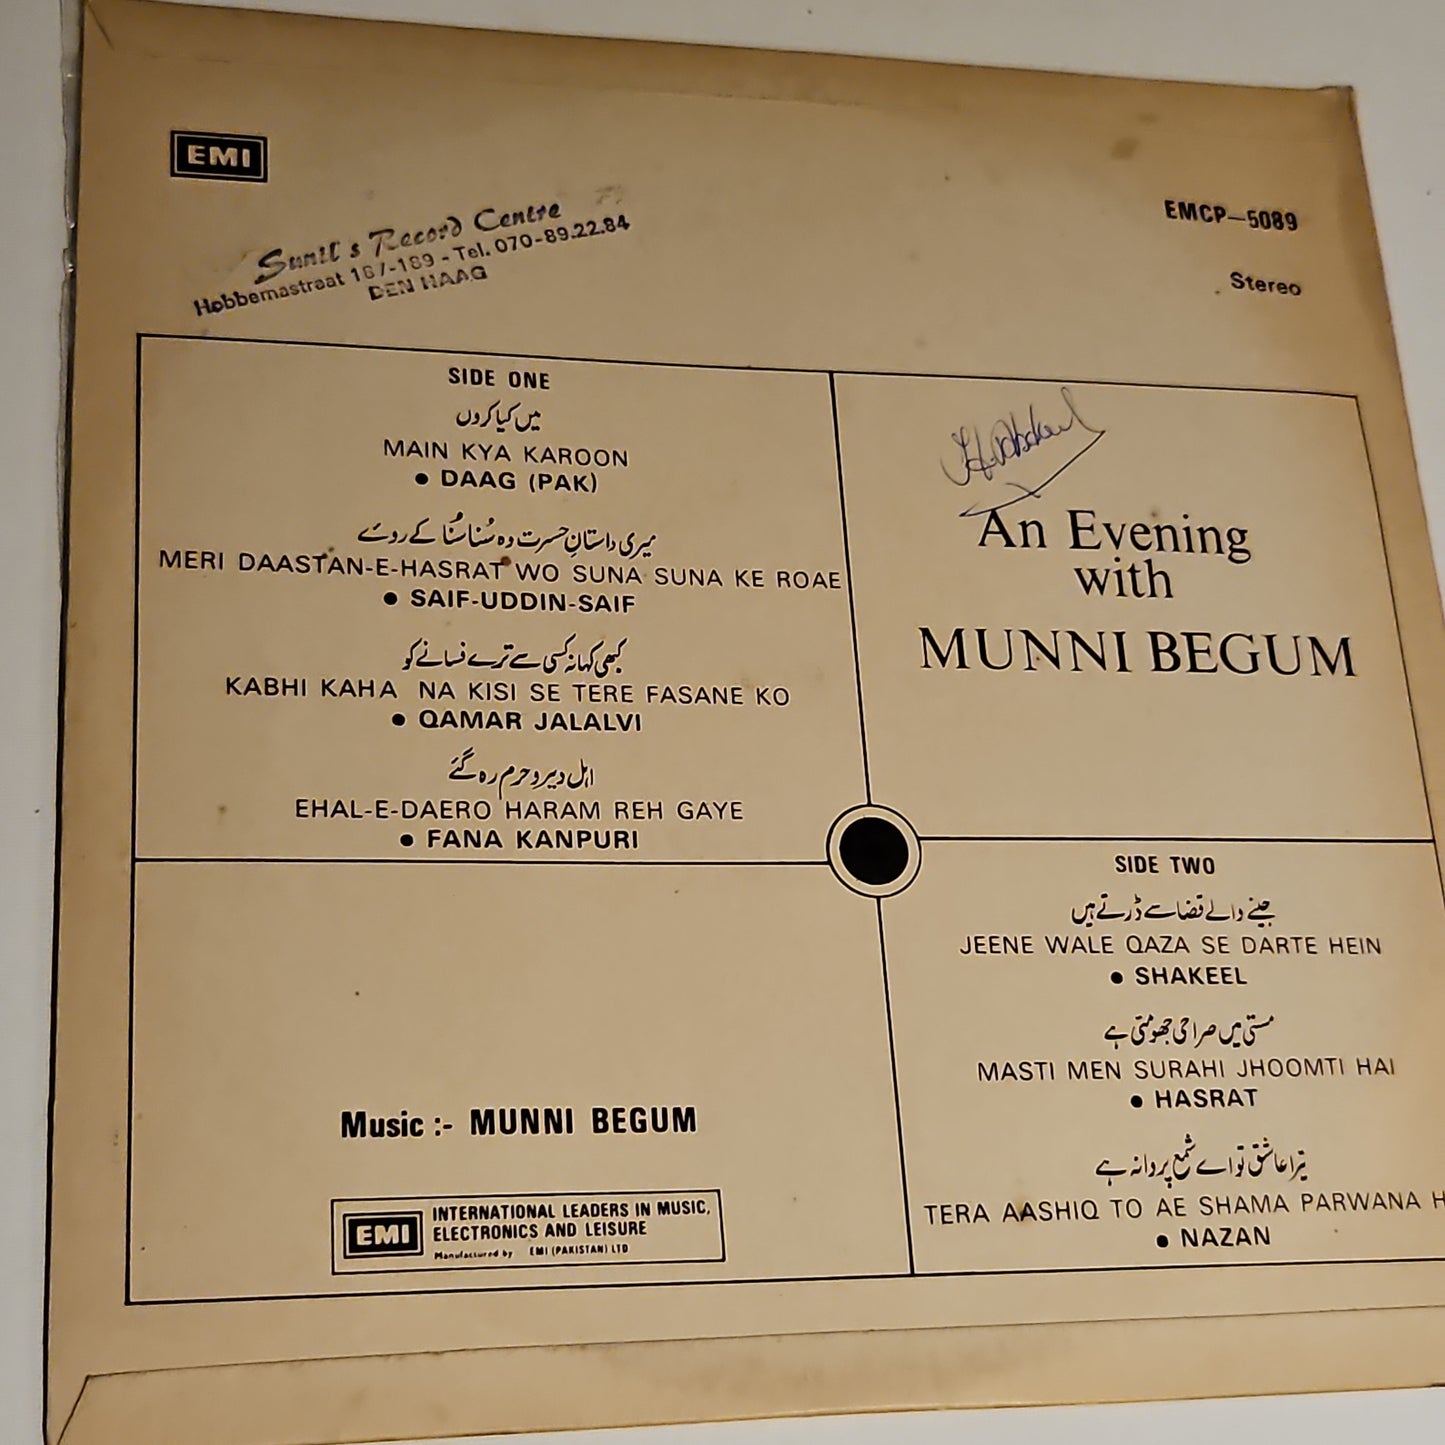 EMI
Sunil's Record Centre
Hobbemastraat 187-189 - Tel. 070-89.22.84
DEN HAAG
EMCP-5089
Stereo
SIDE ONE
میں کیا کروں
MAIN KYA KAROON
● DAAG (PAK)
میری داستانِ حسرت وہ سُنا سُنا کے روئے
MERI DAASTAN-E-HASRAT WO SUNA SUNA KE ROAE
● SAIF-UDDIN-SAIF
کبھی کہا نہ کسی سے ترے فسانے کو
KABHI KAHA NA KISI SE TERE FASANE KO
● QAMAR JALALVI
اہل دیر و حرم رہ گئے
EHAL-E-DAERO HARAM REH GAYE
● FANA KANPURI
An Evening
with
MUNNI BEGUM
SIDE TWO
جینے والے قضا سے ڈرتے ہیں
JEENE WALE QAZA SE DARTE HEIN
● SHAKEEL
مستی میں صراحی جھومتی ہے
MASTI MEN SURAHI JHOOMTI HAI
● HASRAT
تیرا عاشق تو اے شمع پروانہ ہے
TERA AASHIQ TO AE SHAMA PARWANA H
● NAZAN
Music :- MUNNI BEGUM
EMI
INTERNATIONAL LEADERS IN MUSIC,
ELECTRONICS AND LEISURE
Manufactured by EMI (PAKISTAN) LTD